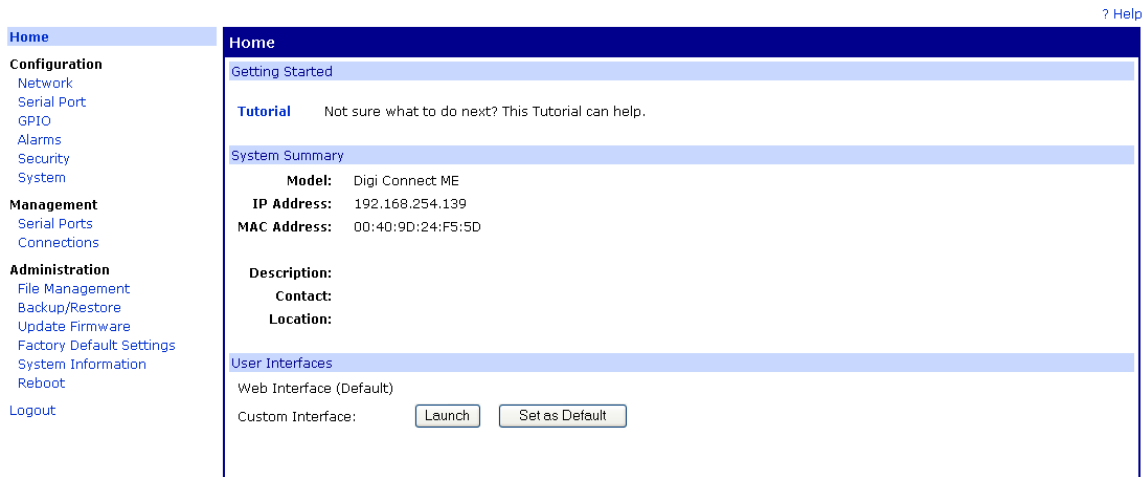 ? Help
Home
Configuration
Network
Serial Port
GPIO
Alarms
Security
System
Management
Serial Ports
Connections
Administration
File Management
Backup/Restore
Update Firmware
Factory Default Settings
System Information
Reboot
Logout
Home
Getting Started
Tutorial Not sure what to do next? This Tutorial can help.
System Summary
Model: Digi Connect ME
IP Address: 192.168.254.139
MAC Address: 00:40:9D:24:F5:5D
Description:
Contact:
Location:
User Interfaces
Web Interface (Default)
Custom Interface: Launch Set as Default